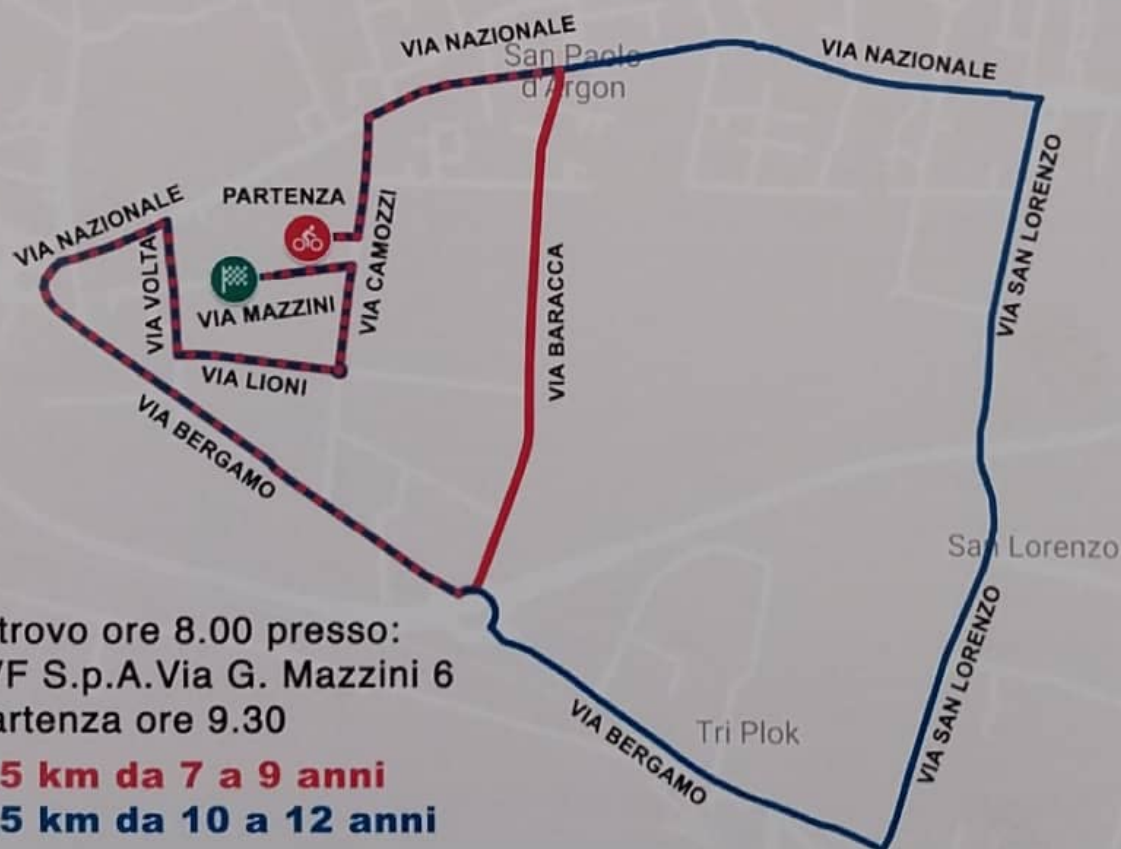 VIA NAZIONALE
San Paolo
d'Argon
VIA NAZIONALE
VIA NAZIONALE
PARTENZA
VIA VOLTA
VIA MAZZINI
VIA CAMOZZI
VIA LIONI
VIA BARACCA
VIA SAN LORENZO
VIA BERGAMO
San Lorenzo
VIA SAN LORENZO
VIA BERGAMO
Tri Plok
trovo ore 8.00 presso:
F S.p.A.Via G. Mazzini 6
artenza ore 9.30
5 km da 7 a 9 anni
5 km da 10 a 12 anni